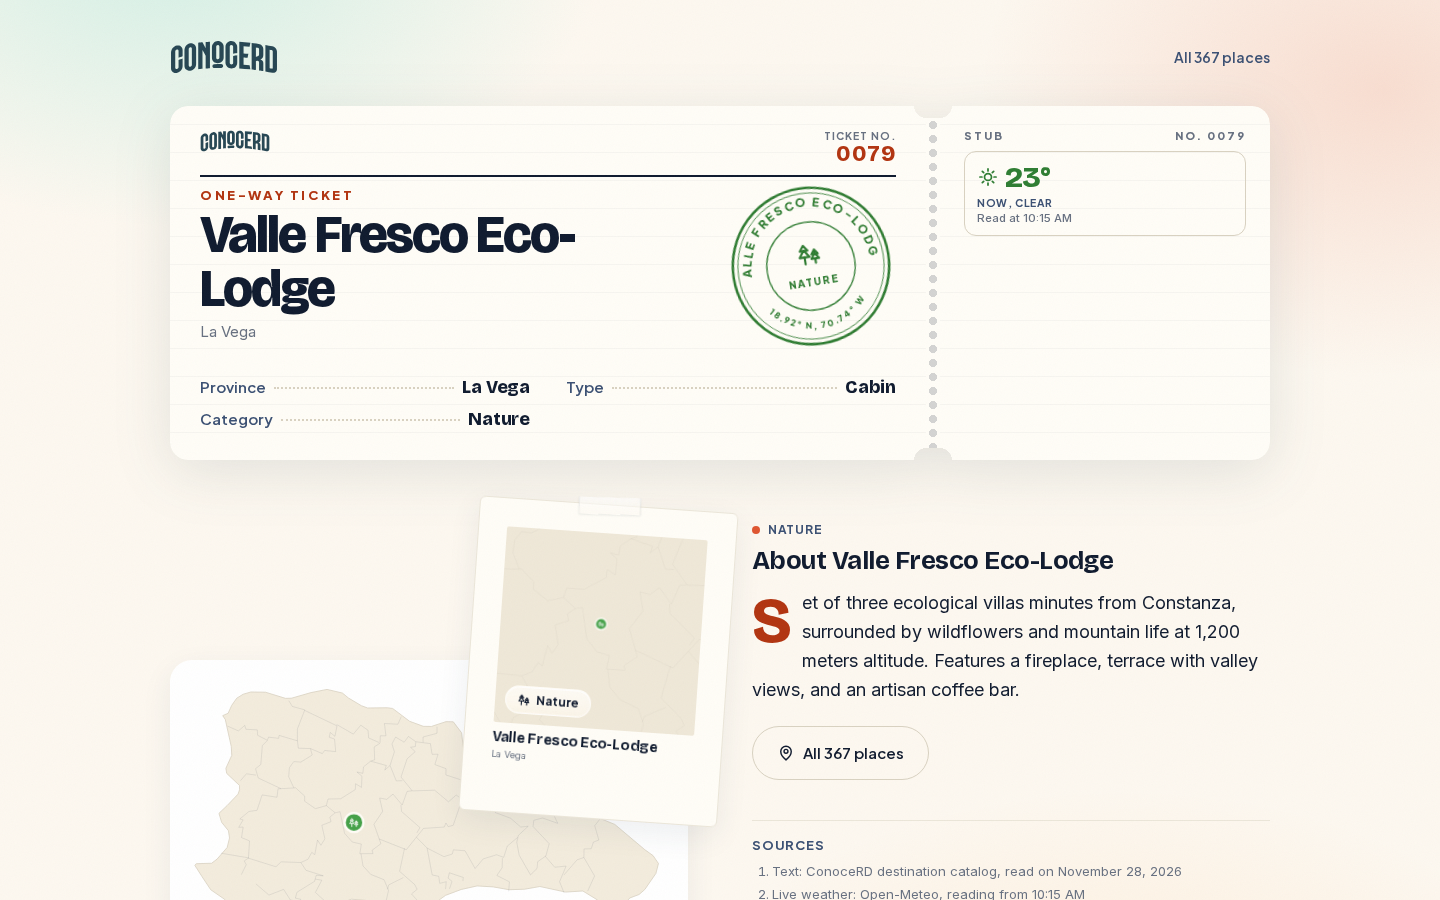 CONOCERD
All 367 places
CONOCERD
TICKET NO.
0079
ONE-WAY TICKET
Valle Fresco Eco-
Lodge
La Vega
ALLE FRESCO ECO-LODG
NATURE
18.92° N, 70.74° W
Province La Vega
Type Cabin
Category Nature
STUB
NO. 0079
23°
NOW, CLEAR
Read at 10:15 AM
Nature
Valle Fresco Eco-Lodge
La Vega
NATURE
About Valle Fresco Eco-Lodge
Set of three ecological villas minutes from Constanza,
surrounded by wildflowers and mountain life at 1,200
meters altitude. Features a fireplace, terrace with valley
views, and an artisan coffee bar.
All 367 places
SOURCES
1. Text: ConoceRD destination catalog, read on November 28, 2026
2. Live weather: Open-Meteo, reading from 10:15 AM